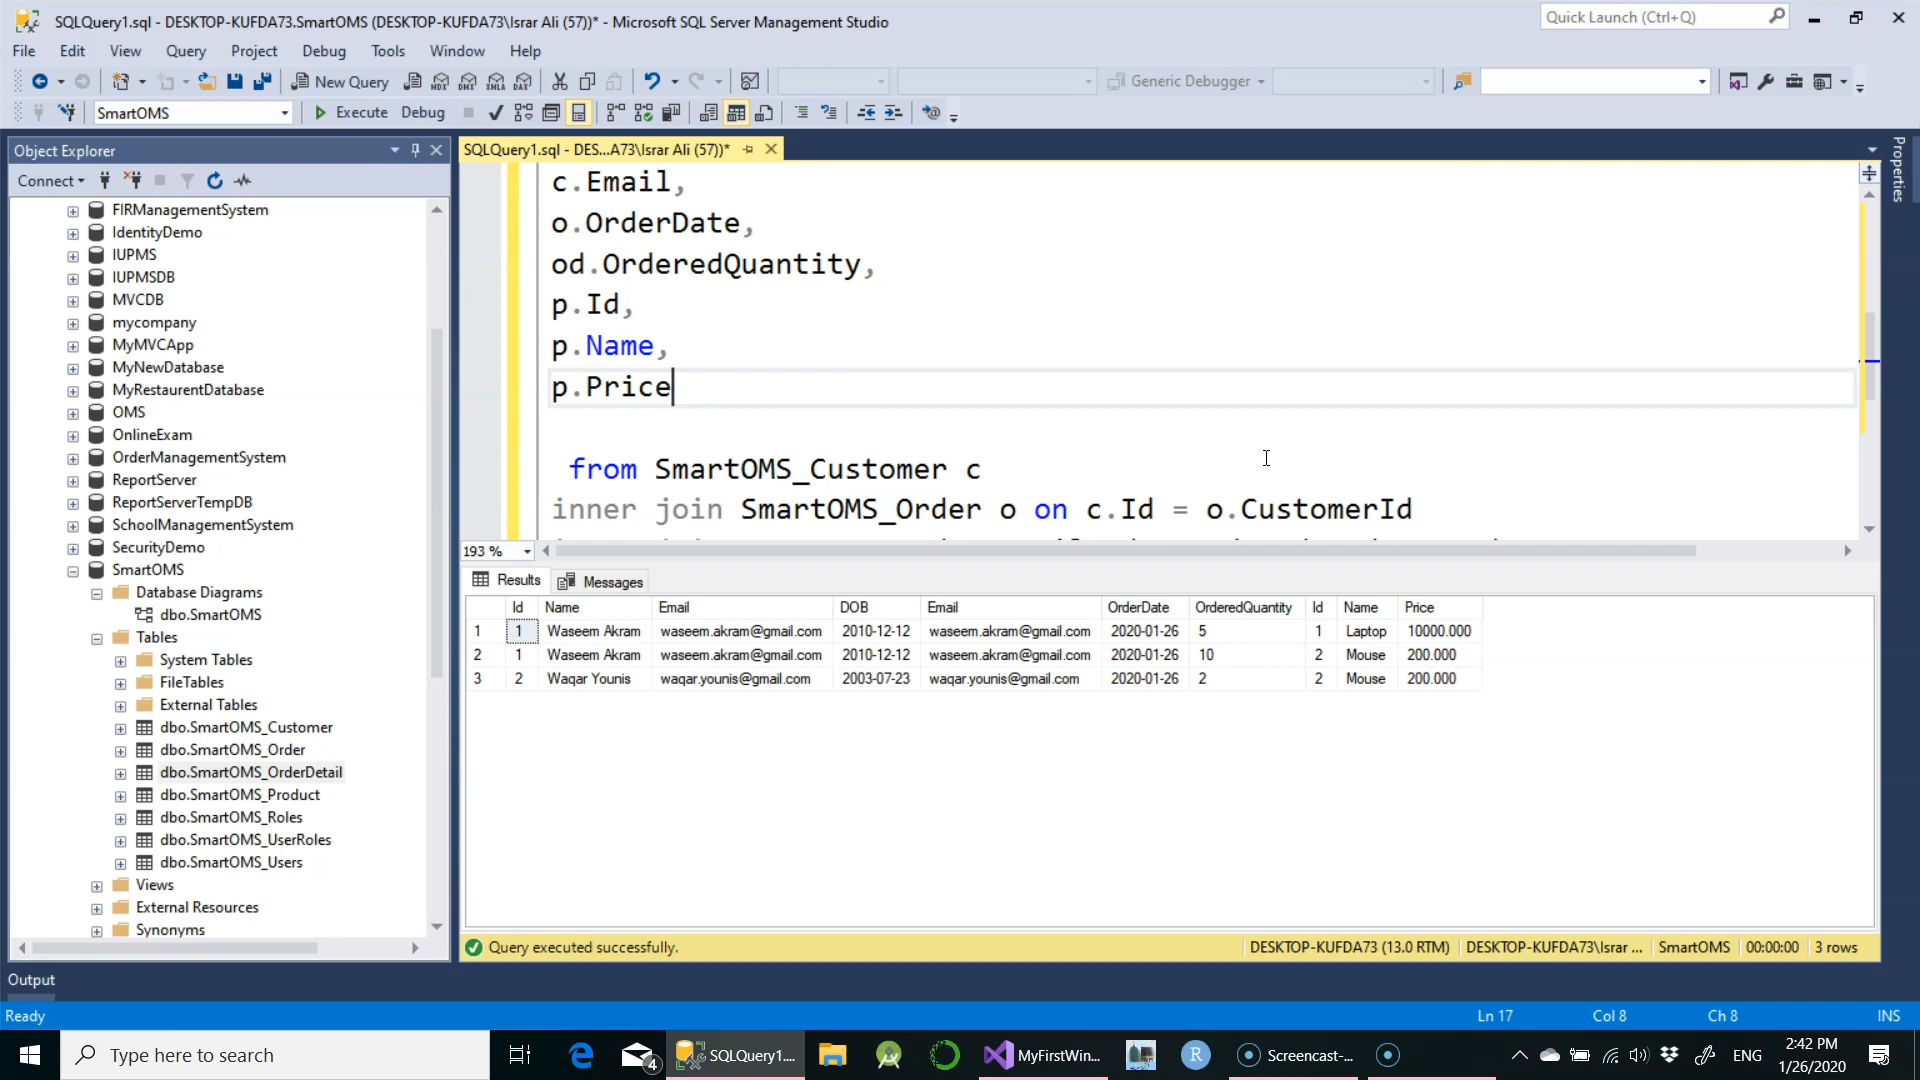 SQLQuery1.sql - DESKTOP-KUFDA73.SmartOMS (DESKTOP-KUFDA73\Israr Ali (57))* - Microsoft SQL Server Management Studio
Quick Launch (Ctrl+Q)
File Edit View Query Project Debug Tools Window Help
New Query MDX DMX XMLA DAX Generic Debugger
SmartOMS Execute Debug
Object Explorer
Connect
FIRManagementSystem
IdentityDemo
IUPMS
IUPMSDB
MVCDB
mycompany
MyMVCApp
MyNewDatabase
MyRestaurentDatabase
OMS
OnlineExam
OrderManagementSystem
ReportServer
ReportServerTempDB
SchoolManagementSystem
SecurityDemo
SmartOMS
Database Diagrams
dbo.SmartOMS
Tables
System Tables
FileTables
External Tables
dbo.SmartOMS_Customer
dbo.SmartOMS_Order
dbo.SmartOMS_OrderDetail
dbo.SmartOMS_Product
dbo.SmartOMS_Roles
dbo.SmartOMS_UserRoles
dbo.SmartOMS_Users
Views
External Resources
Synonyms
SQLQuery1.sql - DES...A73\Israr Ali (57))*
Properties
c.Email,
o.OrderDate,
od.OrderedQuantity,
p.Id,
p.Name,
p.Price
from SmartOMS_Customer c
inner join SmartOMS_Order o on c.Id = o.CustomerId
193 %
Results Messages
Id Name Email DOB Email OrderDate OrderedQuantity Id Name Price
1 1 Waseem Akram waseem.akram@gmail.com 2010-12-12 waseem.akram@gmail.com 2020-01-26 5 1 Laptop 10000.000
2 1 Waseem Akram waseem.akram@gmail.com 2010-12-12 waseem.akram@gmail.com 2020-01-26 10 2 Mouse 200.000
3 2 Waqar Younis waqar.younis@gmail.com 2003-07-23 waqar.younis@gmail.com 2020-01-26 2 2 Mouse 200.000
Query executed successfully. DESKTOP-KUFDA73 (13.0 RTM) DESKTOP-KUFDA73\Israr ... SmartOMS 00:00:00 3 rows
Output
Ready Ln 17 Col 8 Ch 8 INS
Type here to search 4 SQLQuery1.... MyFirstWin... R Screencast-... ENG 2:42 PM
1/26/2020